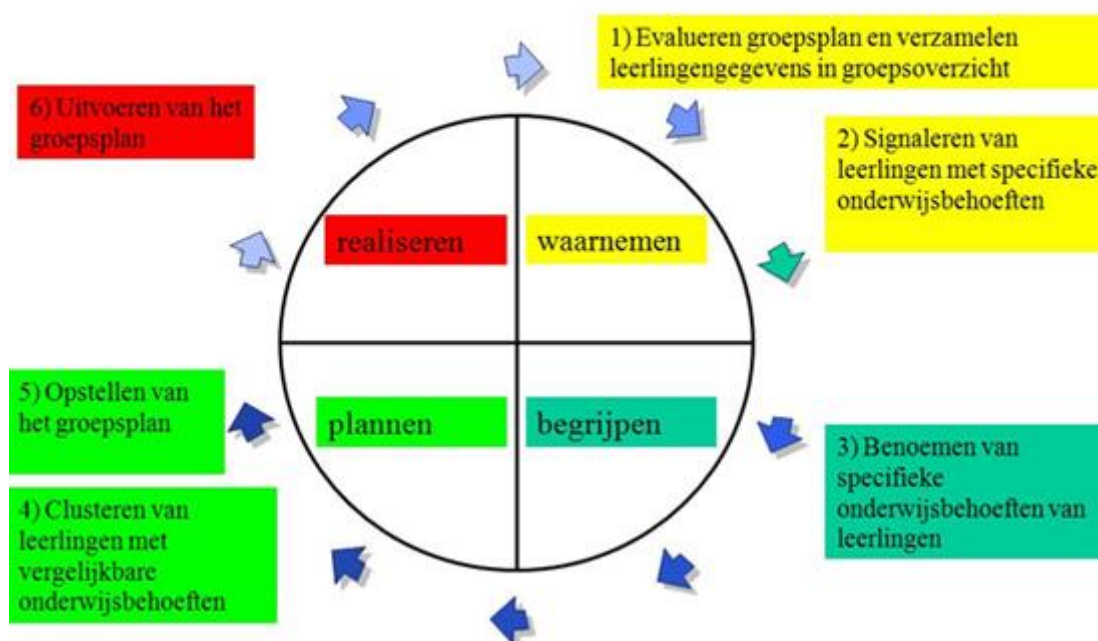 1) Evalueren groepsplan en verzamelen
leerlingengegevens in groepsoverzicht
6) Uitvoeren van het
groepsplan
2) Signaleren van
leerlingen met specifieke
onderwijsbehoeften
realiseren
waarnemen
5) Opstellen van
het groepsplan
plannen
begrijpen
3) Benoemen van
specifieke
onderwijsbehoeften van
leerlingen
4) Clusteren van
leerlingen met
vergelijkbare
onderwijsbehoeften